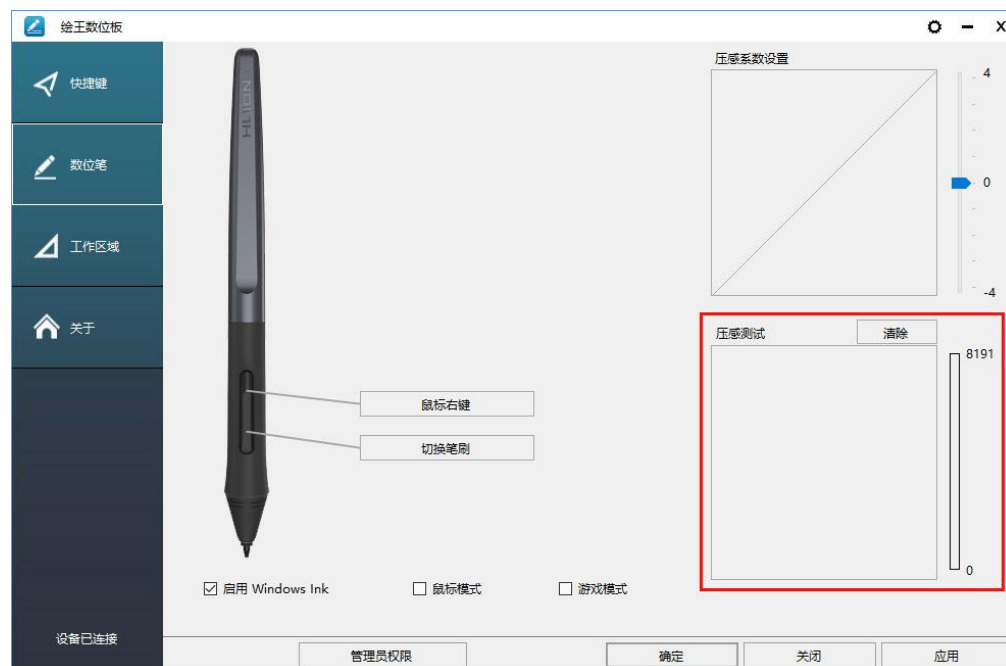 绘王数位板
X
快捷键
数位笔
工作区域
关于
设备已连接
HUION
鼠标右键
切换笔刷
启用 Windows Ink
鼠标模式
游戏模式
压感系数设置
4
0
-4
压感测试
清除
8191
0
管理员权限
确定
关闭
应用